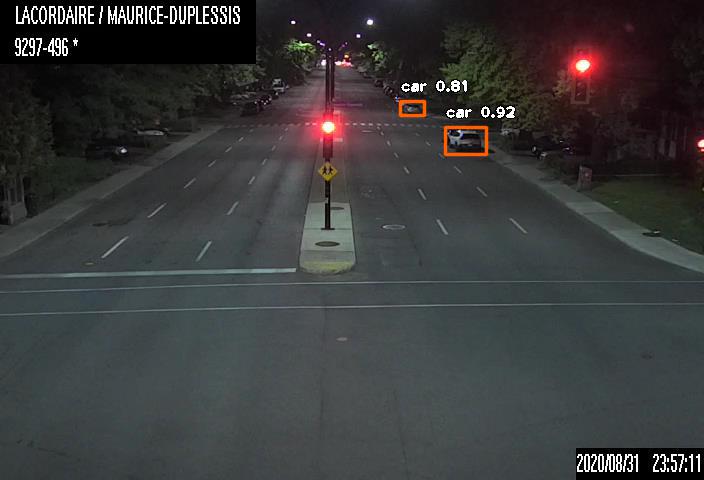 LACORDAIRE / MAURICE-DUPLESSIS
9297-496 *
car 0.81
car 0.92
2020/08/31 23:57:11